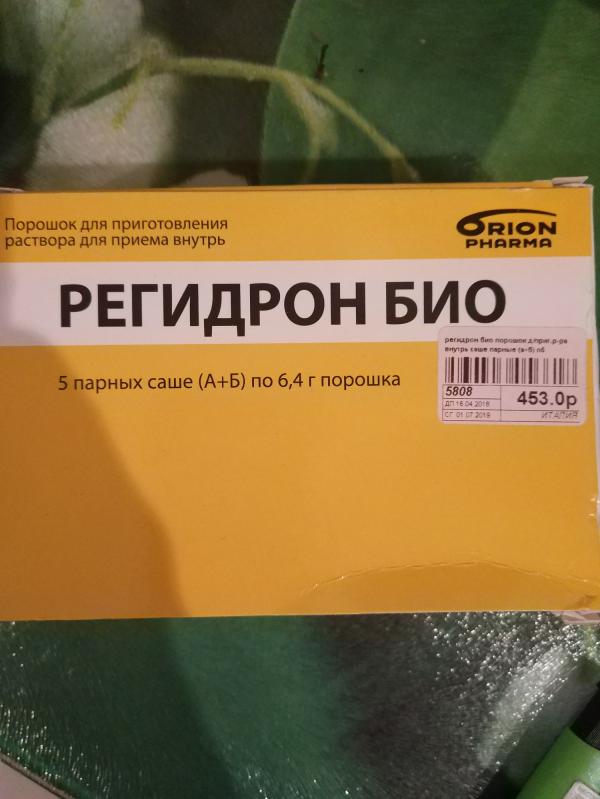 Порошок для приготовления
раствора для приема внутрь
ORION
PHARMA
РЕГИДРОН БИО
5 парных саше (А+Б) по 6,4 г порошка
регидрон био порошок д/приг.р-ра
внутрь саше парные (а+б) n5
5808
453.0р
ДП 16.04.2018
СГ 01.07.2019
ИТАЛИЯ